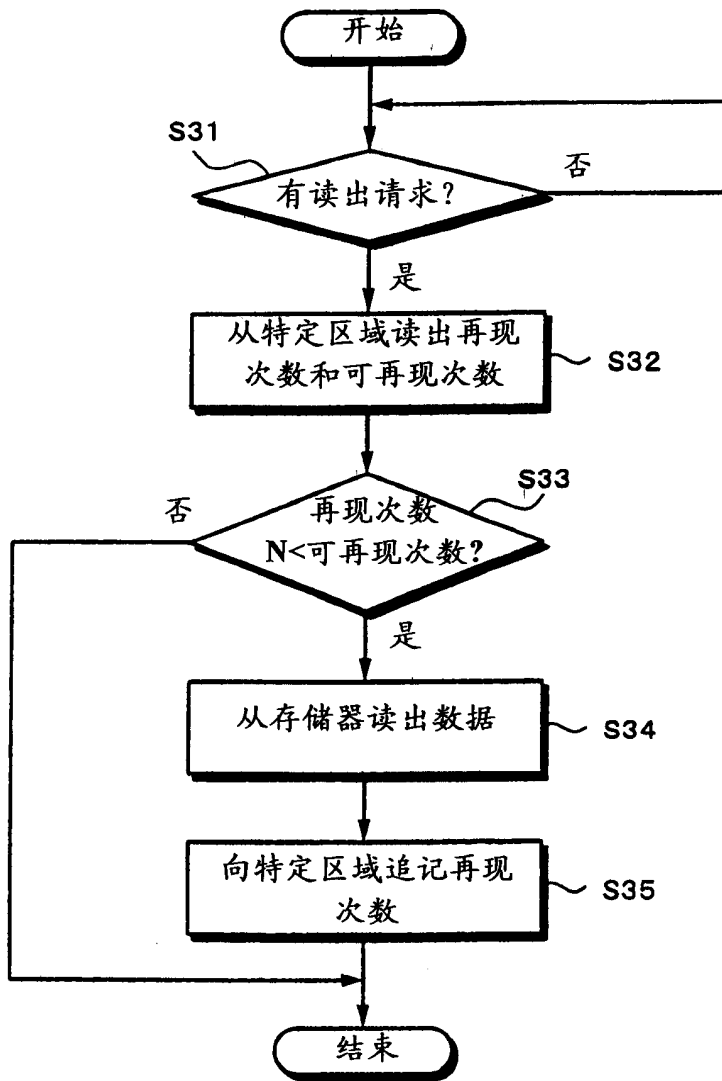 开始
S31
有读出请求?
否
是
从特定区域读出再现
次数和可再现次数
S32
S33
否
再现次数
N<可再现次数?
是
从存储器读出数据
S34
向特定区域追记再现
次数
S35
结束